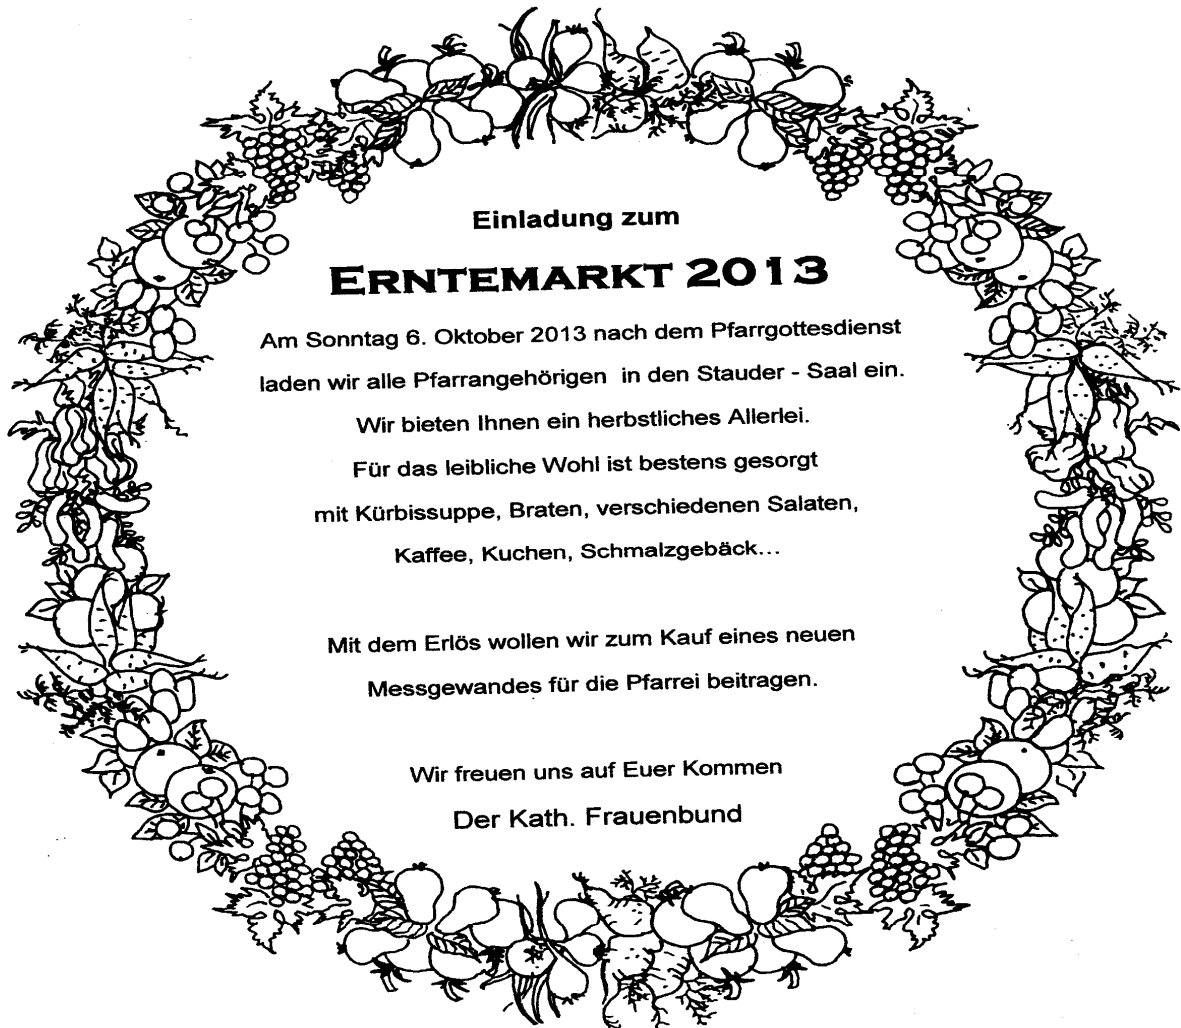 Einladung zum
ERNTEMARKT 2013
Am Sonntag 6. Oktober 2013 nach dem Pfarrgottesdienst
laden wir alle Pfarrangehörigen in den Stauder - Saal ein.
Wir bieten Ihnen ein herbstliches Allerlei.
Für das leibliche Wohl ist bestens gesorgt
mit Kürbissuppe, Braten, verschiedenen Salaten,
Kaffee, Kuchen, Schmalzgebäck...
Mit dem Erlös wollen wir zum Kauf eines neuen
Messgewandes für die Pfarrei beitragen.
Wir freuen uns auf Euer Kommen
Der Kath. Frauenbund